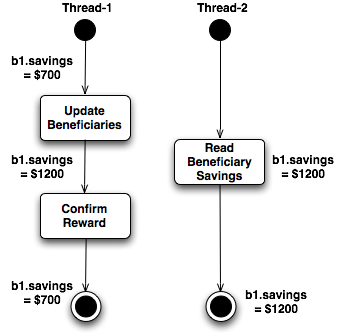 Thread-1
Thread-2
b1.savings
= $700
Update
Beneficiaries
b1.savings
= $1200
Read
Beneficiary
Savings
b1.savings
= $1200
Confirm
Reward
b1.savings
= $700
b1.savings
= $1200